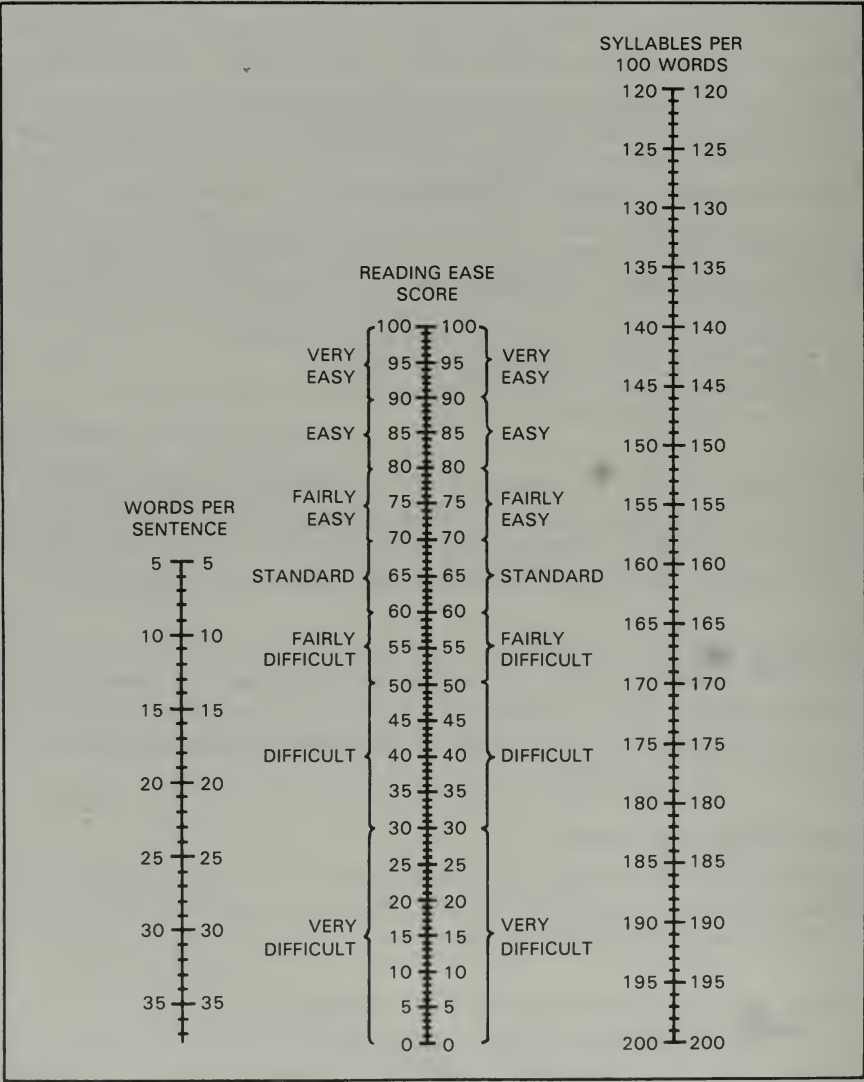 SYLLABLES PER
100 WORDS
120 120
125 125
130 130
135 135
READING EASE
SCORE
140 140
100 100
VERY
EASY
95 95
VERY
EASY
145 145
90 90
EASY 85 85 EASY
150 150
80 80
FAIRLY
EASY
75 75
FAIRLY
EASY
155 155
WORDS PER
SENTENCE
70 70
5 5
160 160
STANDARD 65 65 STANDARD
60 60
165 165
10 10
FAIRLY
DIFFICULT
55 55
FAIRLY
DIFFICULT
50 50
170 170
15 15
45 45
175 175
DIFFICULT 40 40 DIFFICULT
20 20
35 35
180 180
30 30
25 25
185 185
25 25
20 20
190 190
30 30
VERY
DIFFICULT
15 15
VERY
DIFFICULT
10 10
195 195
35 35
5 5
0 0
200 200